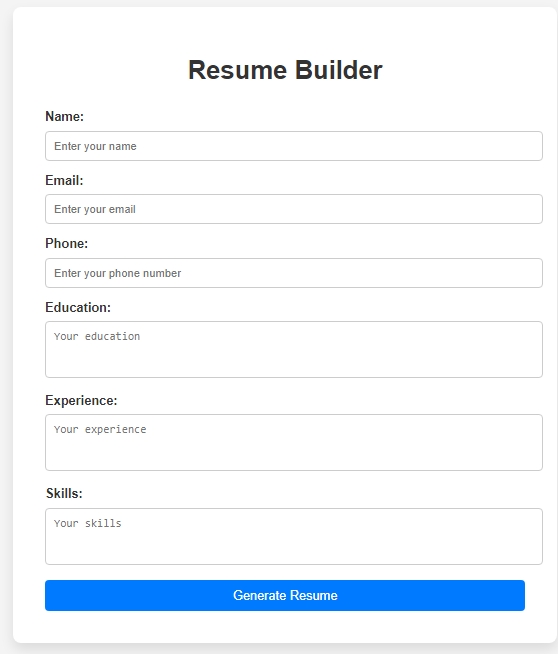 Resume Builder
Name:
Enter your name
Email:
Enter your email
Phone:
Enter your phone number
Education:
Your education
Experience:
Your experience
Skills:
Your skills
Generate Resume